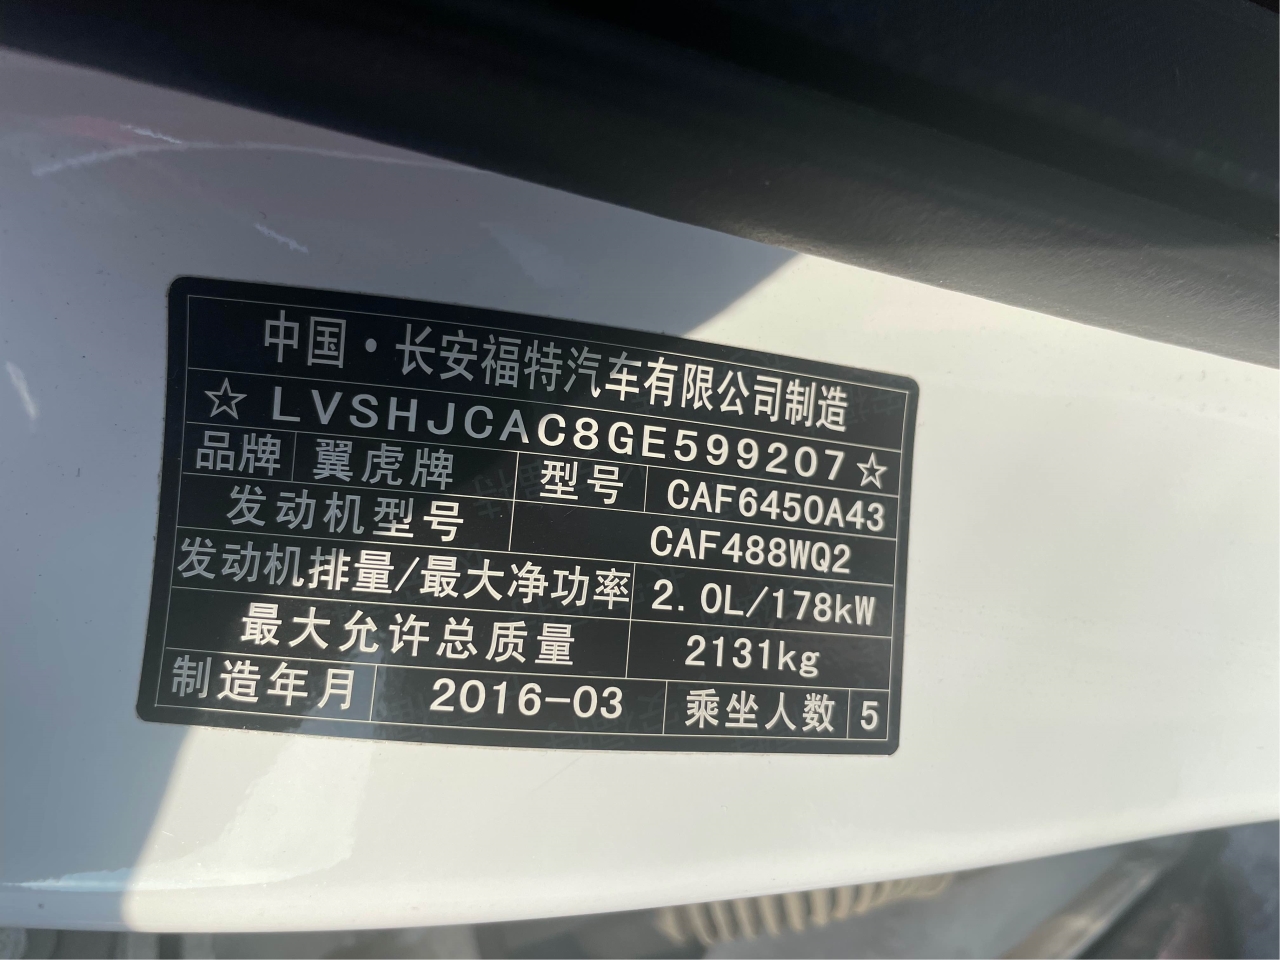 中国·长安福特汽车有限公司制造
☆LVSHJCAC8GE599207☆
品牌 翼虎牌 型号 CAF6450A43
发动机型号 CAF488WQ2
发动机排量/最大净功率 2.0L/178kW
最大允许总质量 2131kg
制造年月 2016-03 乘坐人数 5